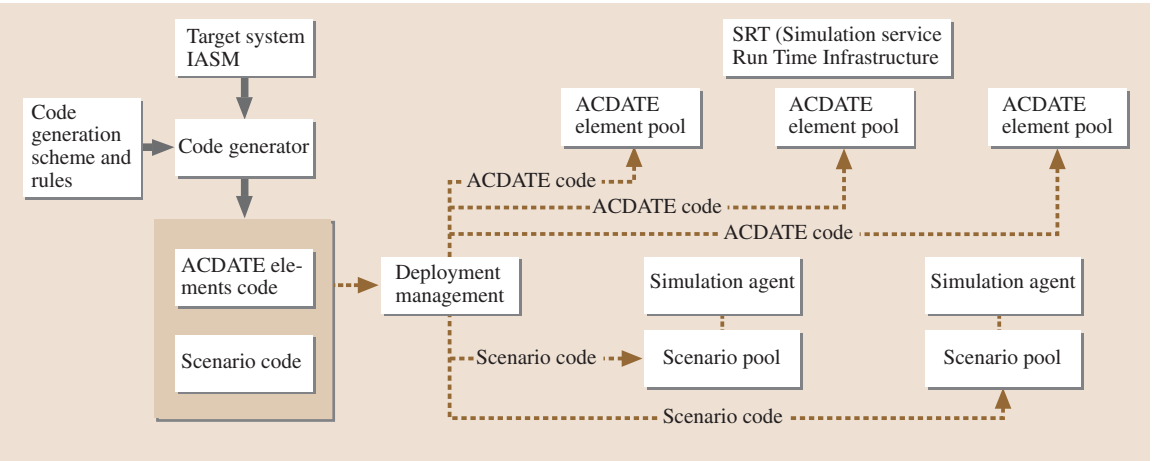 Target system
IASM
SRT (Simulation service
Run Time Infrastructure
Code
generation
scheme and
rules
Code generator
ACDATE
element pool
ACDATE
element pool
ACDATE
element pool
ACDATE code
ACDATE code
ACDATE code
ACDATE ele-
ments code
Scenario code
Deployment
management
Simulation agent
Simulation agent
Scenario code
Scenario pool
Scenario pool
Scenario code